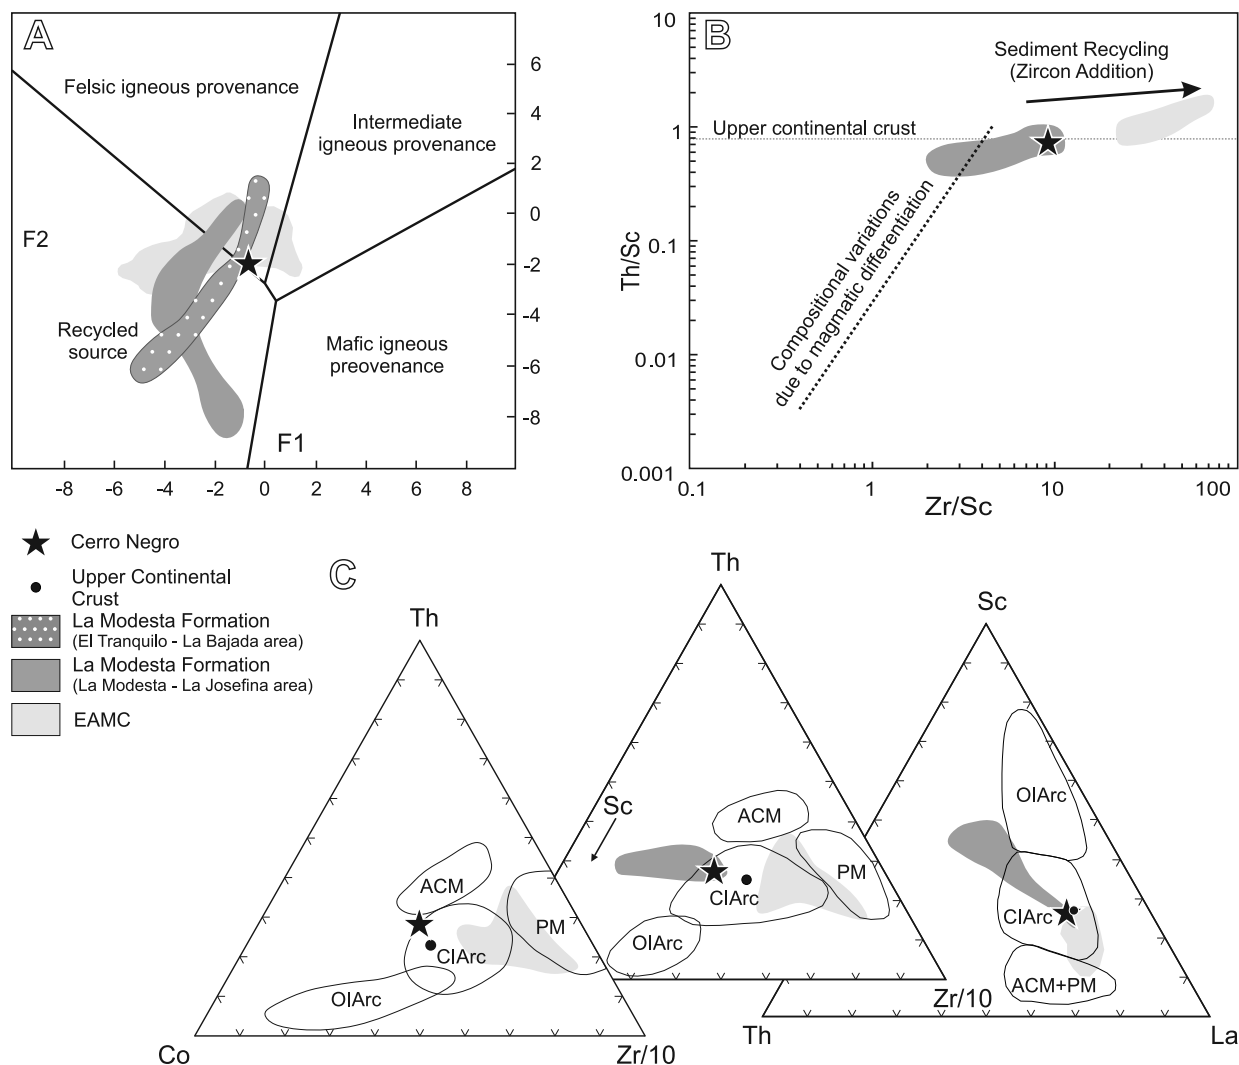 A
Felsic igneous provenance
Intermediate
igneous provenance
F2
Recycled
source
Mafic igneous
preovenance
F1
6
4
2
0
-2
-4
-6
-8
-8
-6
-4
-2
0
2
4
6
8
B
Sediment Recycling
(Zircon Addition)
Upper continental crust
Compositional variations
due to magmatic differentiation
Th/Sc
10
1
0.1
0.01
0.001
0.1
1
10
100
Zr/Sc
Cerro Negro
Upper Continental
Crust
La Modesta Formation
(El Tranquilo - La Bajada area)
La Modesta Formation
(La Modesta - La Josefina area)
EAMC
C
Th
ACM
PM
CIArc
OIArc
Co
Zr/10
Th
Sc
ACM
PM
CIArc
OIArc
Zr/10
Sc
OIArc
CIArc
ACM+PM
Th
La